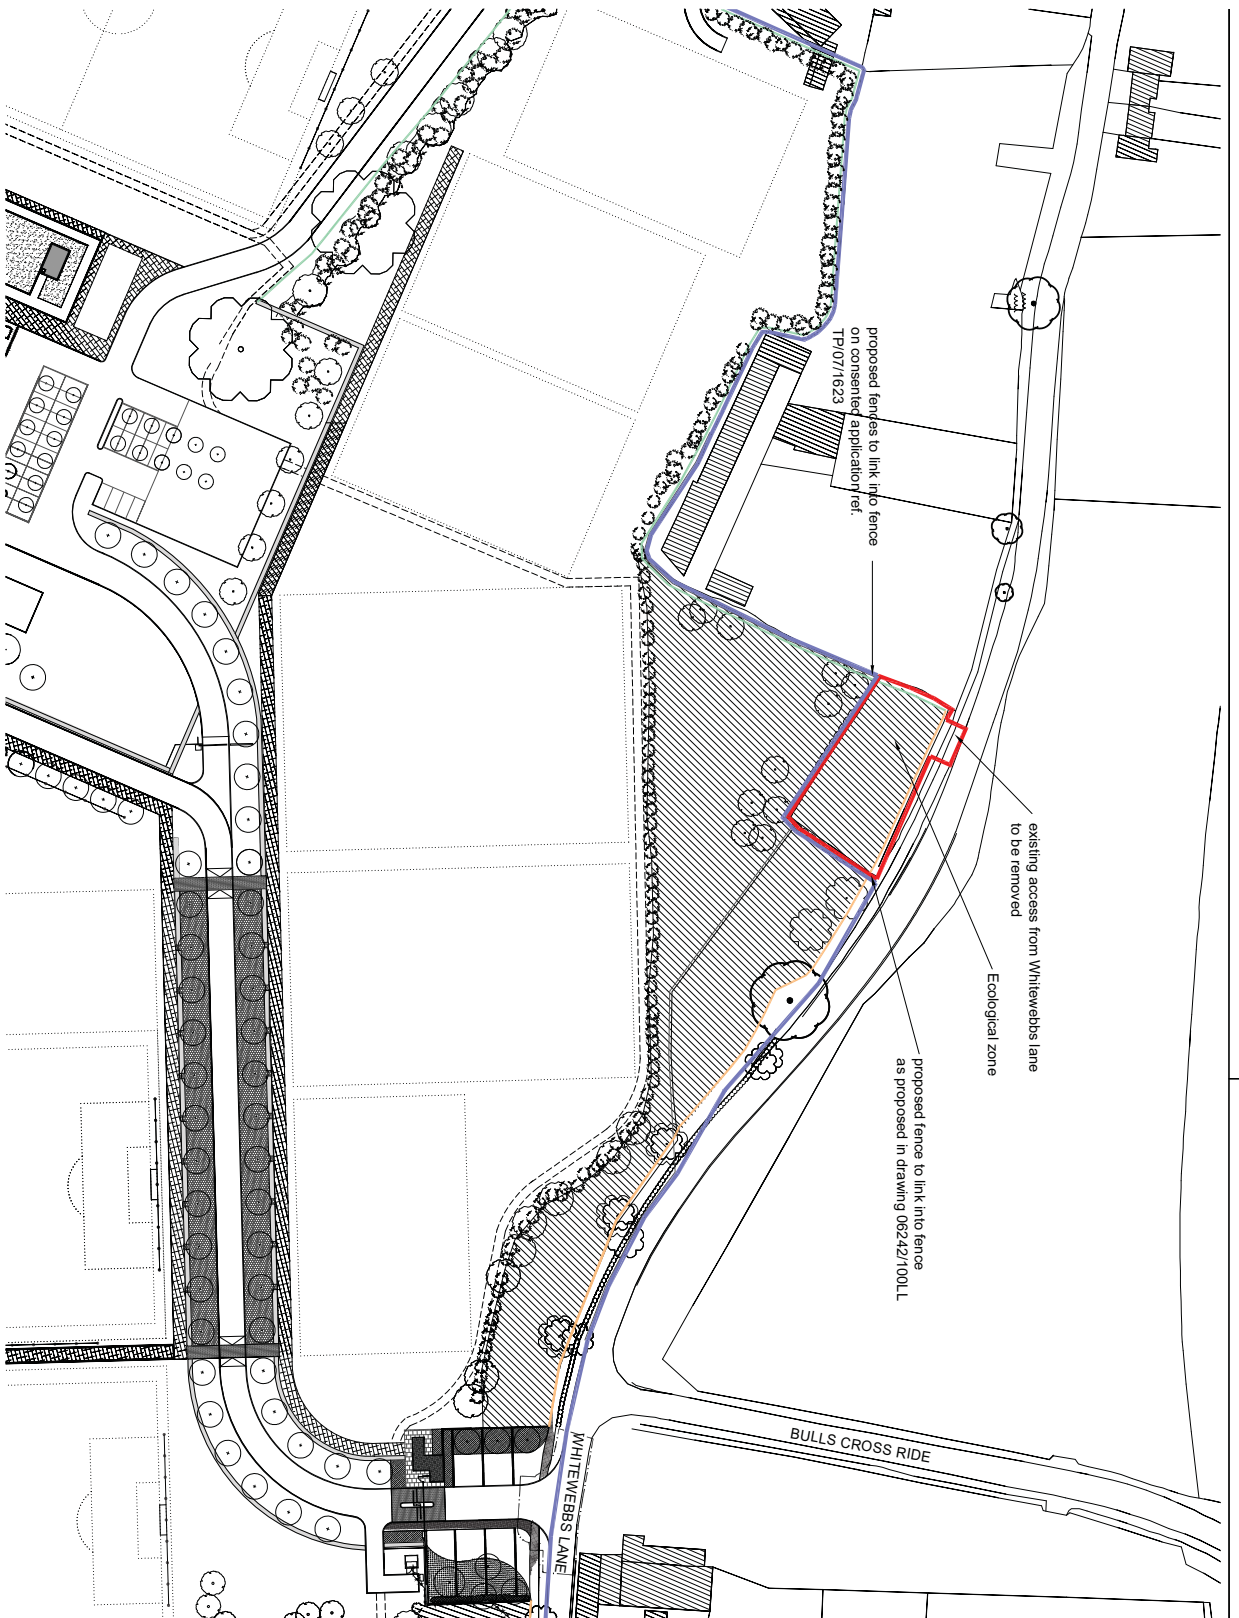 proposed fences to link into fence
on consented application ref.
TP/07/1623
existing access from Whitewebbs lane
to be removed
Ecological zone
proposed fence to link into fence
as proposed in drawing 06242/100LL
BULLS CROSS RIDE
WHITEWEBBS LANE